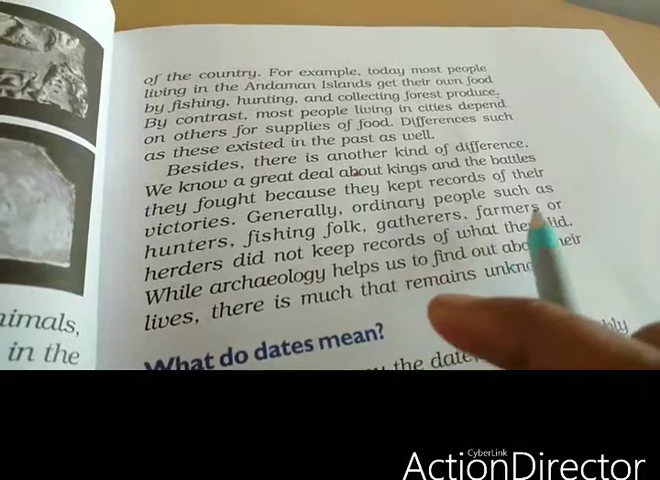 nimals,
in the
of the country. For example, today most people
living in the Andaman Islands get their own food
by fishing, hunting, and collecting forest produce.
By contrast, most people living in cities depend
on others for supplies of food. Differences such
as these existed in the past as well.
Besides, there is another kind of difference.
We know a great deal about kings and the battles
they fought because they kept records of their
victories. Generally, ordinary people such as
hunters, fishing folk, gatherers, farmers or
herders did not keep records of what they did.
While archaeology helps us to find out about their
lives, there is much that remains
What do dates mean?
the date
CyberLink
ActionDirector